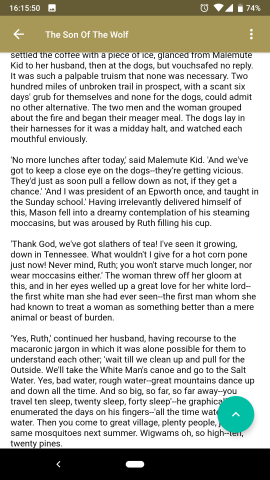 16:15:50
74%
The Son Of The Wolf
settled the coffee with a piece of ice, glanced from Malemute
Kid to her husband, then at the dogs, but vouchsafed no reply.
It was such a palpable truism that none was necessary. Two
hundred miles of unbroken trail in prospect, with a scant six
days' grub for themselves and none for the dogs, could admit
no other alternative. The two men and the woman grouped
about the fire and began their meager meal. The dogs lay in
their harnesses for it was a midday halt, and watched each
mouthful enviously.
'No more lunches after today,' said Malemute Kid. 'And we've
got to keep a close eye on the dogs--they're getting vicious.
They'd just as soon pull a fellow down as not, if they get a
chance.' 'And I was president of an Epworth once, and taught in
the Sunday school.' Having irrelevantly delivered himself of
this, Mason fell into a dreamy contemplation of his steaming
moccasins, but was aroused by Ruth filling his cup.
'Thank God, we've got slathers of tea! I've seen it growing,
down in Tennessee. What wouldn't I give for a hot corn pone
just now! Never mind, Ruth; you won't starve much longer, nor
wear moccasins either.' The woman threw off her gloom at
this, and in her eyes welled up a great love for her white lord--
the first white man she had ever seen--the first man whom she
had known to treat a woman as something better than a mere
animal or beast of burden.
'Yes, Ruth,' continued her husband, having recourse to the
macaronic jargon in which it was alone possible for them to
understand each other; 'wait till we clean up and pull for the
Outside. We'll take the White Man's canoe and go to the Salt
Water. Yes, bad water, rough water--great mountains dance up
and down all the time. And so big, so far, so far away--you
travel ten sleep, twenty sleep, forty sleep'--he graphically
enumerated the days on his fingers--'all the time wate
water. Then you come to great village, plenty people, j
same mosquitoes next summer. Wigwams oh, so high--ten,
twenty pines.